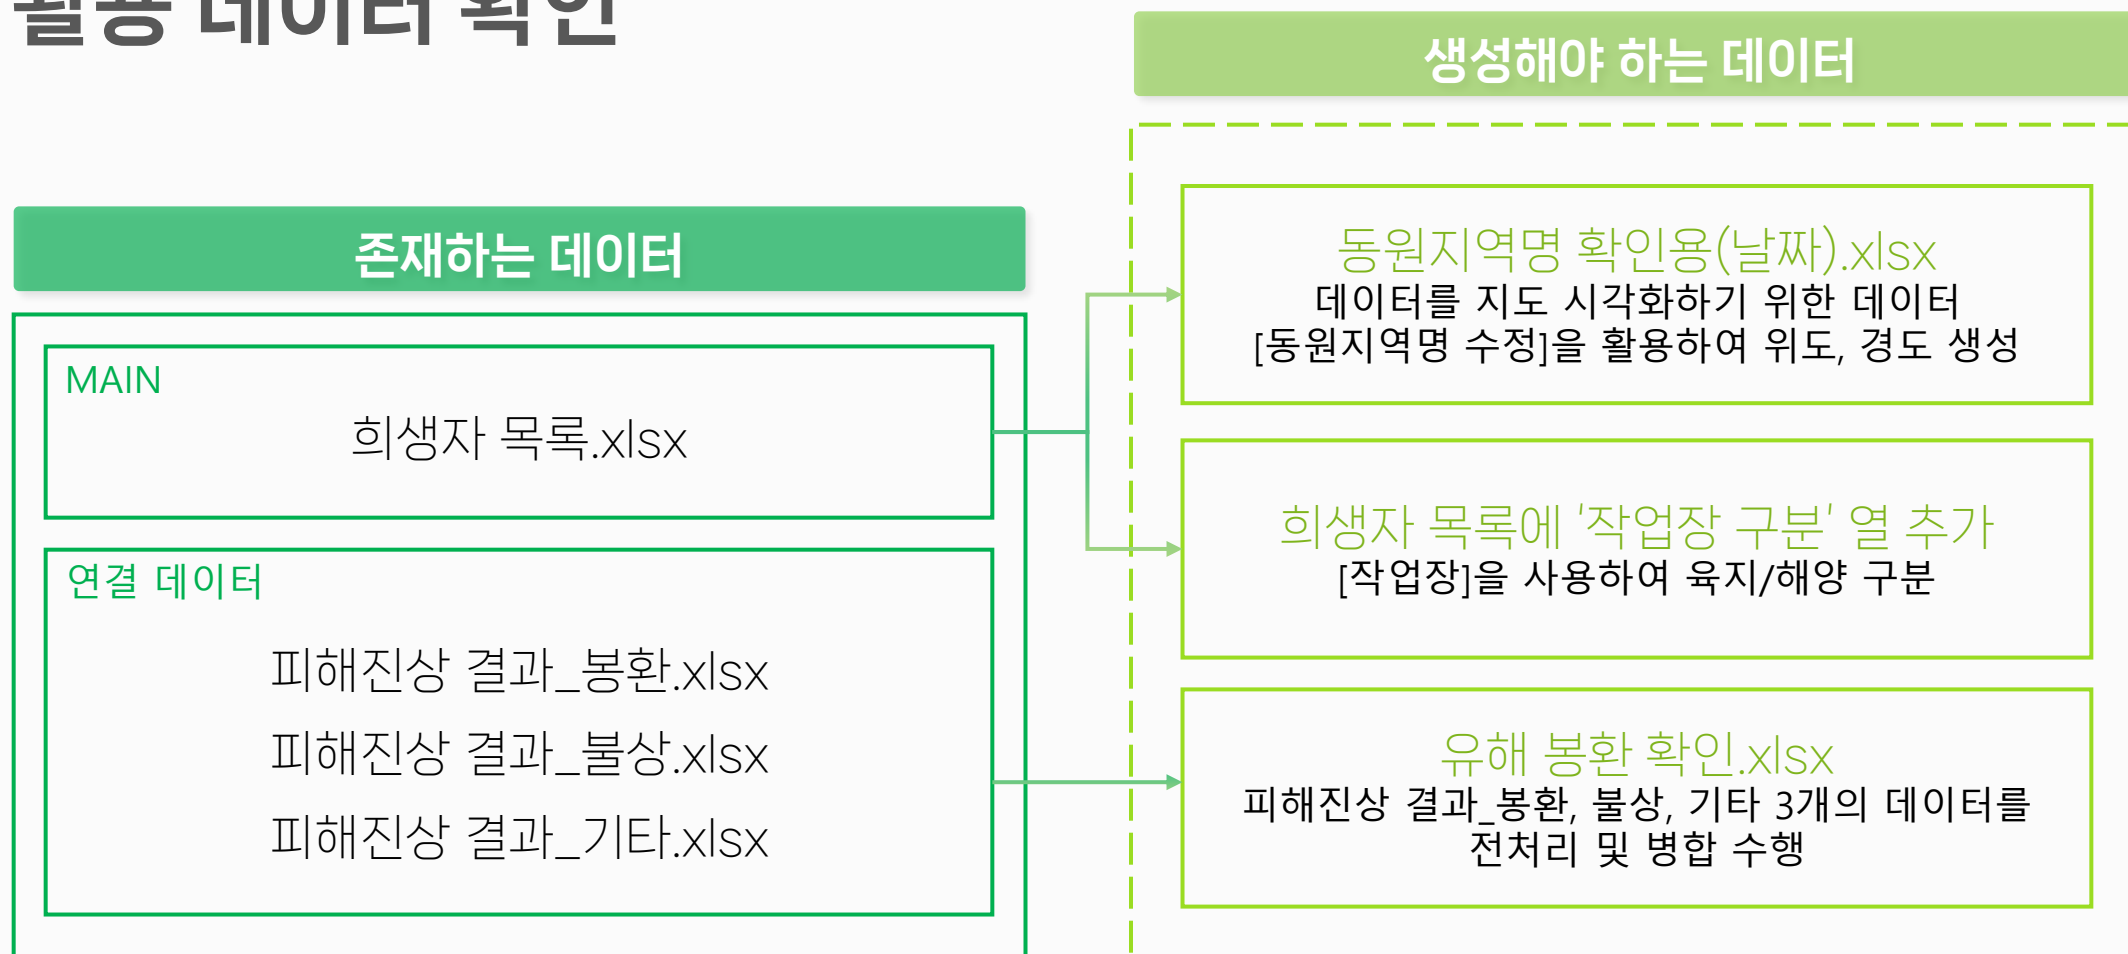 활용 데이터 확인
생성해야 하는 데이터
존재하는 데이터
MAIN
희생자 목록.xlsx
연결 데이터
피해진상 결과_봉환.xlsx
피해진상 결과_불상.xlsx
피해진상 결과_기타.xlsx
동원지역명 확인용(날짜).xlsx
데이터를 지도 시각화하기 위한 데이터
[동원지역명 수정]을 활용하여 위도, 경도 생성
희생자 목록에 '작업장 구분' 열 추가
[작업장]을 사용하여 육지/해양 구분
유해 봉환 확인.xlsx
피해진상 결과_봉환, 불상, 기타 3개의 데이터를
전처리 및 병합 수행